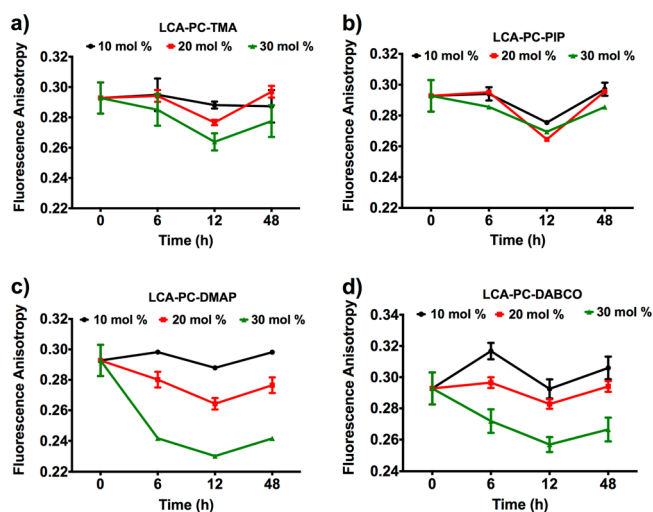 a)
LCA-PC-TMA
10 mol % 20 mol % 30 mol %
Fluorescence Anisotropy
0.32
0.30
0.28
0.26
0.24
0.22
0 6 12 48
Time (h)
b)
LCA-PC-PIP
10 mol % 20 mol % 30 mol %
Fluorescence Anisotropy
0.32
0.30
0.28
0.26
0.24
0.22
0 6 12 48
Time (h)
c)
LCA-PC-DMAP
10 mol % 20 mol % 30 mol %
Fluorescence Anisotropy
0.32
0.30
0.28
0.26
0.24
0.22
0 6 12 48
Time (h)
d)
LCA-PC-DABCO
10 mol % 20 mol % 30 mol %
Fluorescence Anisotropy
0.34
0.32
0.30
0.28
0.26
0.24
0 6 12 48
Time (h)